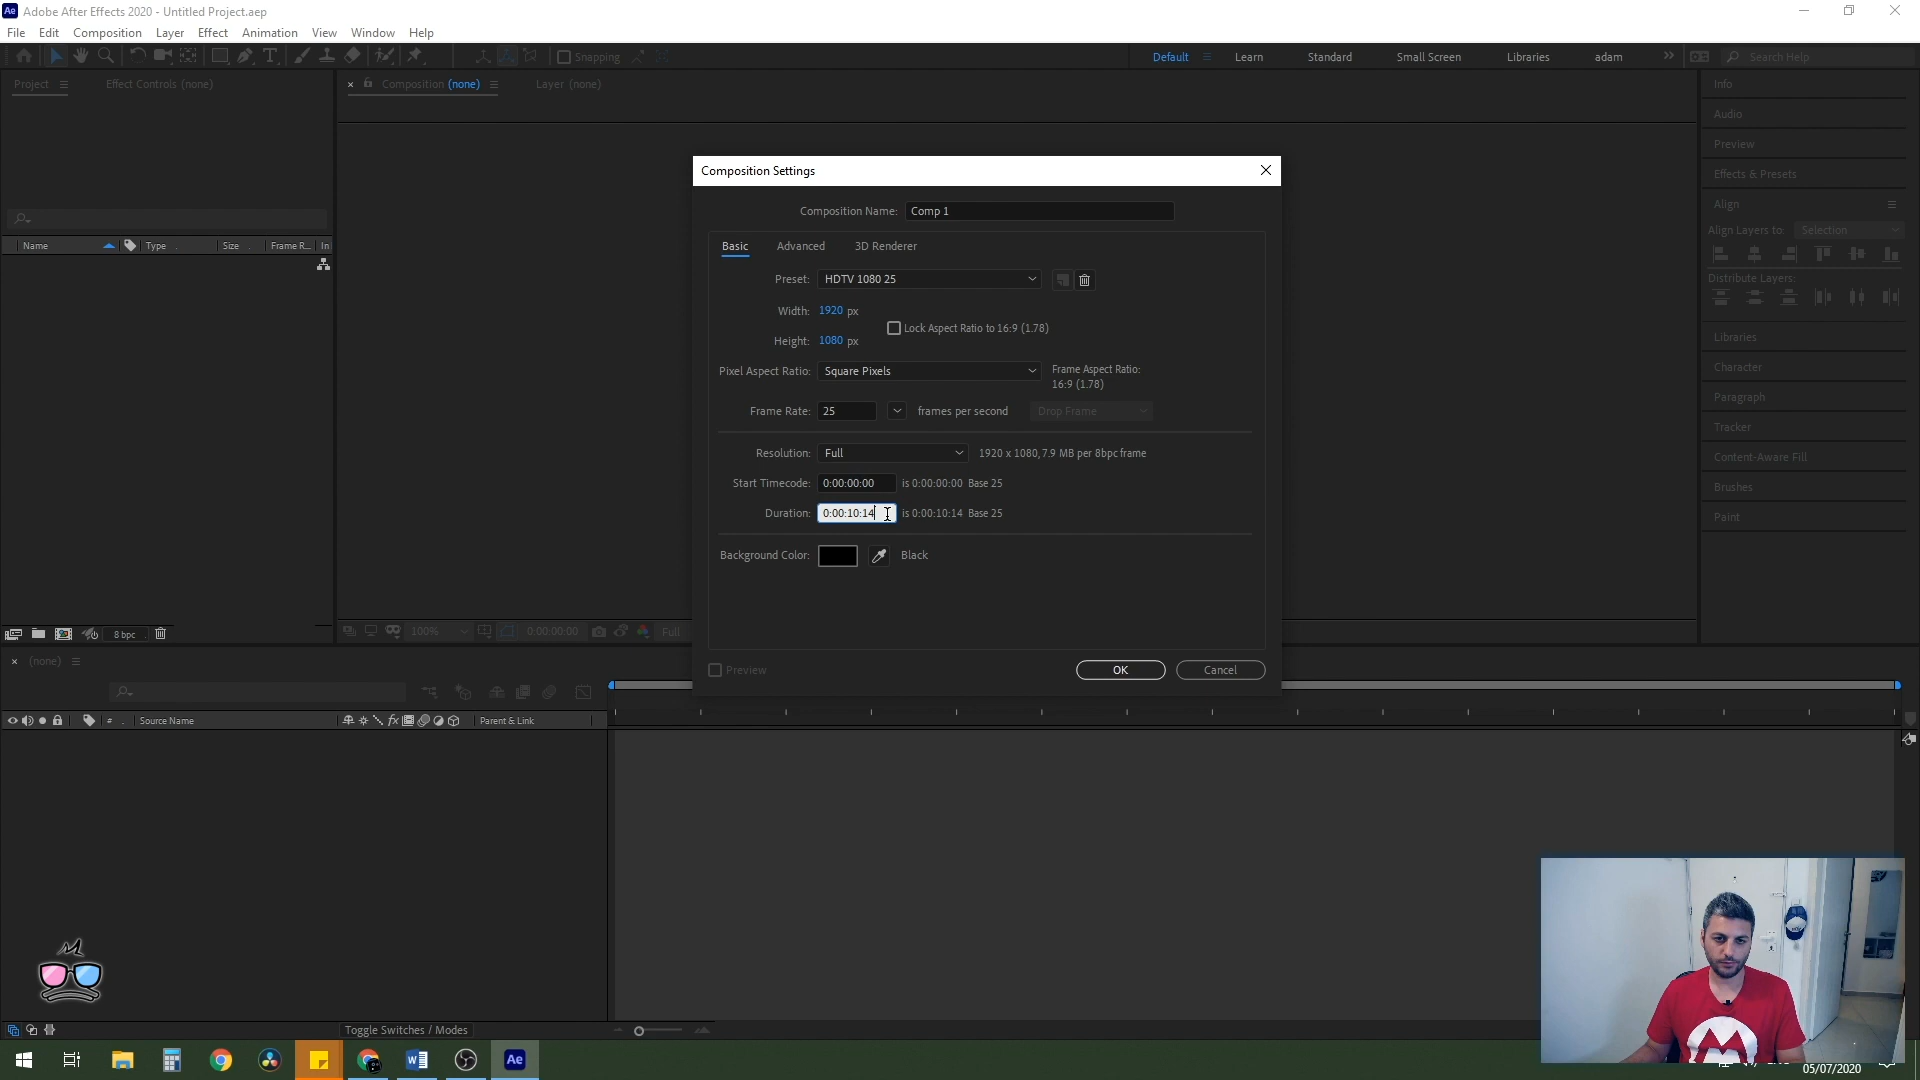 Ae Adobe After Effects 2020 - Untitled Project.aep
File Edit Composition Layer Effect Animation View Window Help
Snapping Default Learn Standard Small Screen Libraries adam >> Search Help
Project Effect Controls (none) × Composition (none) Layer (none) Info
Audio
Preview
Effects & Presets
Align
Align Layers to: Selection
Distribute Layers:
Libraries
Character
Paragraph
Tracker
Content-Aware Fill
Brushes
Paint
Name Type Size Frame R... In
Composition Settings
Composition Name: Comp 1
Basic Advanced 3D Renderer
Preset: HDTV 1080 25
Width: 1920 px
Lock Aspect Ratio to 16:9 (1.78)
Height: 1080 px
Pixel Aspect Ratio: Square Pixels Frame Aspect Ratio:
16:9 (1.78)
Frame Rate: 25 frames per second Drop Frame
Resolution: Full 1920 x 1080, 7.9 MB per 8bpc frame
Start Timecode: 0:00:00:00 is 0:00:00:00 Base 25
Duration: 0:00:10:14 is 0:00:10:14 Base 25
Background Color: Black
Preview OK Cancel
8 bpc 100% 0:00:00:00 Full
× (none)
# . Source Name fx Parent & Link
M
Toggle Switches / Modes
Ae
05/07/2020